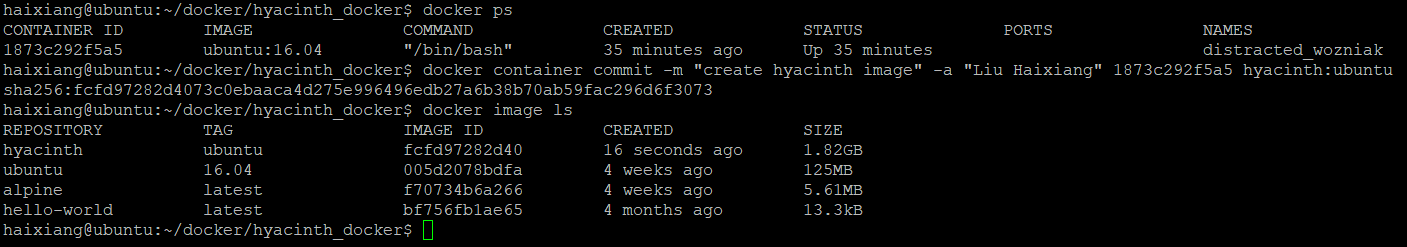 haixiang@ubuntu:~/docker/hyacinth_docker$ docker ps
CONTAINER ID        IMAGE               COMMAND             CREATED             STATUS              PORTS               NAMES
1873c292f5a5        ubuntu:16.04        "/bin/bash"         35 minutes ago      Up 35 minutes                           distracted_wozniak
haixiang@ubuntu:~/docker/hyacinth_docker$ docker container commit -m "create hyacinth image" -a "Liu Haixiang" 1873c292f5a5 hyacinth:ubuntu
sha256:fcfd97282d4073c0ebaaca4d275e996496edb27a6b38b70ab59fac296d6f3073
haixiang@ubuntu:~/docker/hyacinth_docker$ docker image ls
REPOSITORY          TAG                 IMAGE ID            CREATED             SIZE
hyacinth            ubuntu              fcfd97282d40        16 seconds ago      1.82GB
ubuntu              16.04               005d2078bdfa        4 weeks ago         125MB
alpine              latest              f70734b6a266        4 weeks ago         5.61MB
hello-world         latest              bf756fb1ae65        4 months ago        13.3kB
haixiang@ubuntu:~/docker/hyacinth_docker$